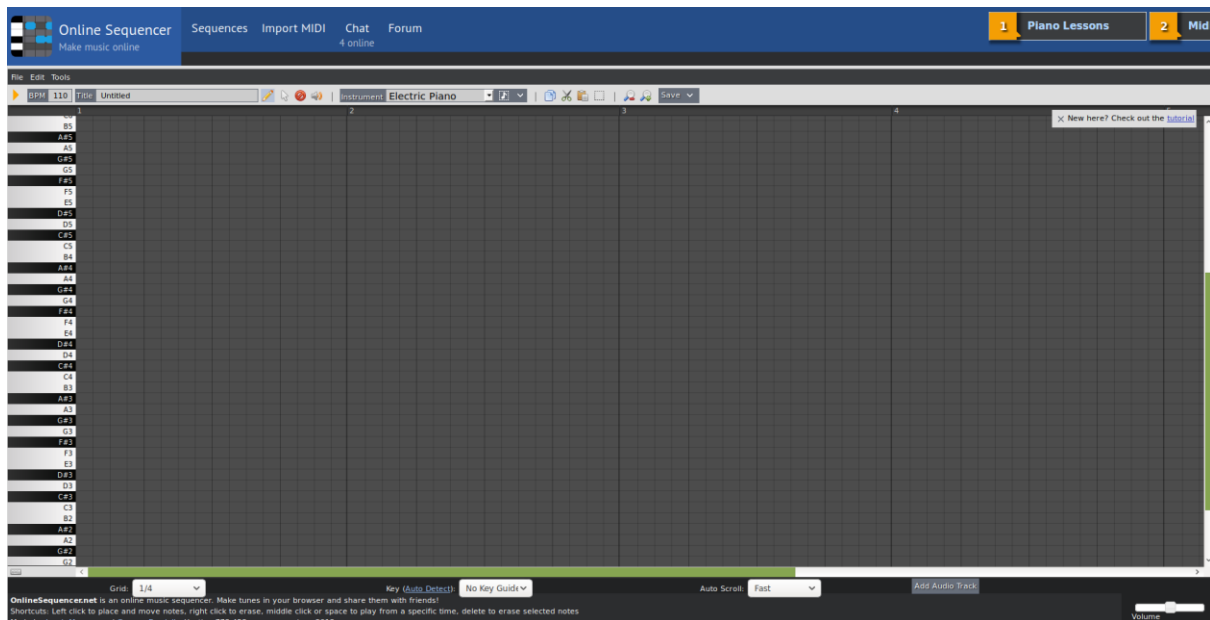 Online Sequencer
Make music online
Sequences Import MIDI Chat Forum
4 online
1 Piano Lessons 2 Mid
File Edit Tools
BPM 110 Title Untitled Instrument Electric Piano Save
1 2 3 4
New here? Check out the tutorial
B5
A#5
A5
G#5
G5
F#5
F5
E5
D#5
D5
C#5
C5
B4
A#4
A4
G#4
G4
F#4
F4
E4
D#4
D4
C#4
C4
B3
A#3
A3
G#3
G3
F#3
F3
E3
D#3
D3
C#3
C3
B2
A#2
A2
G#2
G2
Grid: 1/4 Key (Auto Detect): No Key Guide Auto Scroll: Fast Add Audio Track
OnlineSequencer.net is an online music sequencer. Make tunes in your browser and share them with friends!
Shortcuts: Left click to place and move notes, right click to erase, middle click or space to play from a specific time, delete to erase selected notes
Volume